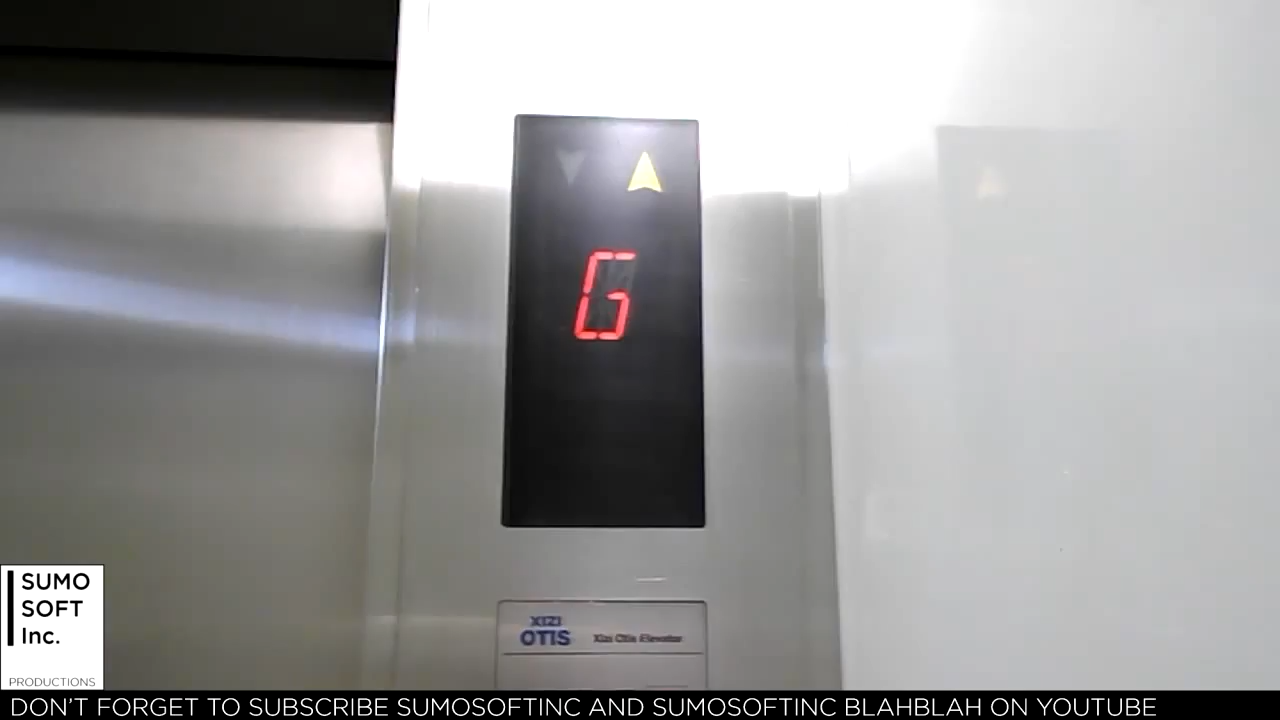 G
XIZI
OTIS
Xizi Otis Elevator
SUMO
SOFT
Inc.
PRODUCTIONS
DON'T FORGET TO SUBSCRIBE SUMOSOFTINC AND SUMOSOFTINC BLAHBLAH ON YOUTUBE